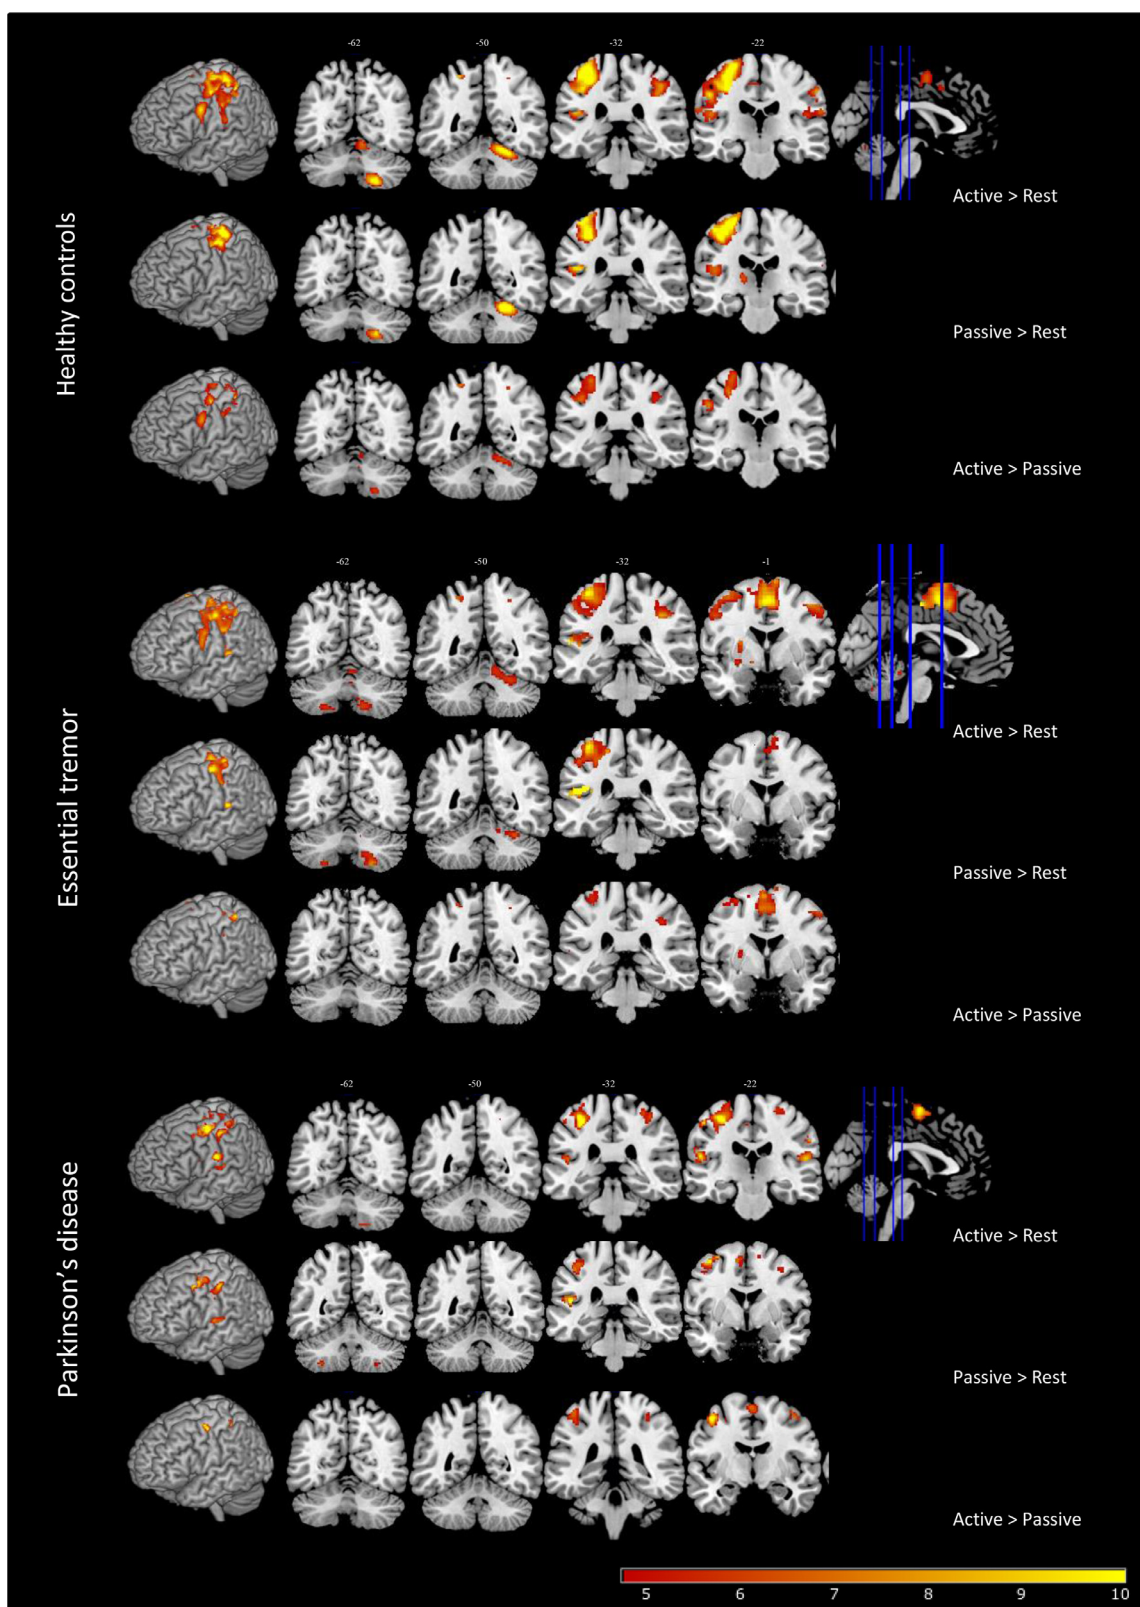 -62 -50 -32 -22
Healthy controls
Active > Rest
Passive > Rest
Active > Passive
-62 -50 -32 -1
Essential tremor
Active > Rest
Passive > Rest
Active > Passive
-62 -50 -32 -22
Parkinson's disease
Active > Rest
Passive > Rest
Active > Passive
5 6 7 8 9 10